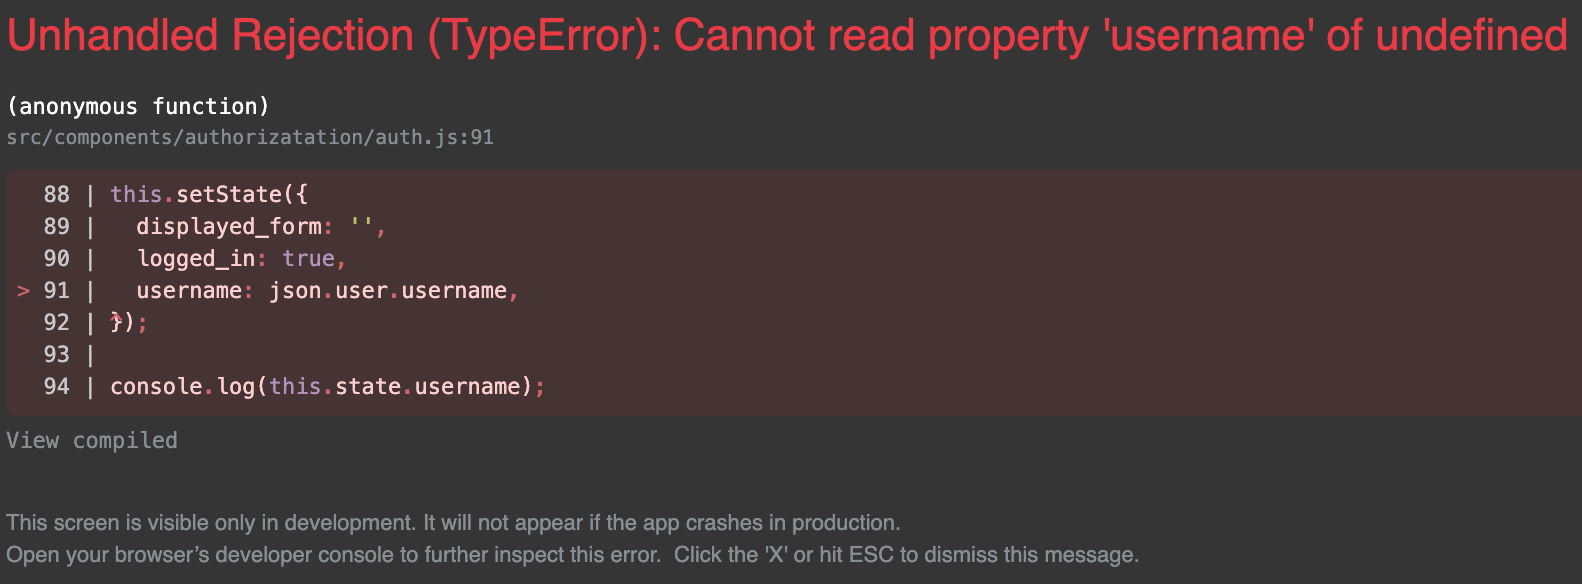 Unhandled Rejection (TypeError): Cannot read property 'username' of undefined
(anonymous function)
src/components/authorizatation/auth.js:91
  88 | this.setState({
  89 |   displayed_form: '',
  90 |   logged_in: true,
> 91 |   username: json.user.username,
  92 | });
  93 |
  94 | console.log(this.state.username);
View compiled
This screen is visible only in development. It will not appear if the app crashes in production.
Open your browser’s developer console to further inspect this error.  Click the 'X' or hit ESC to dismiss this message.